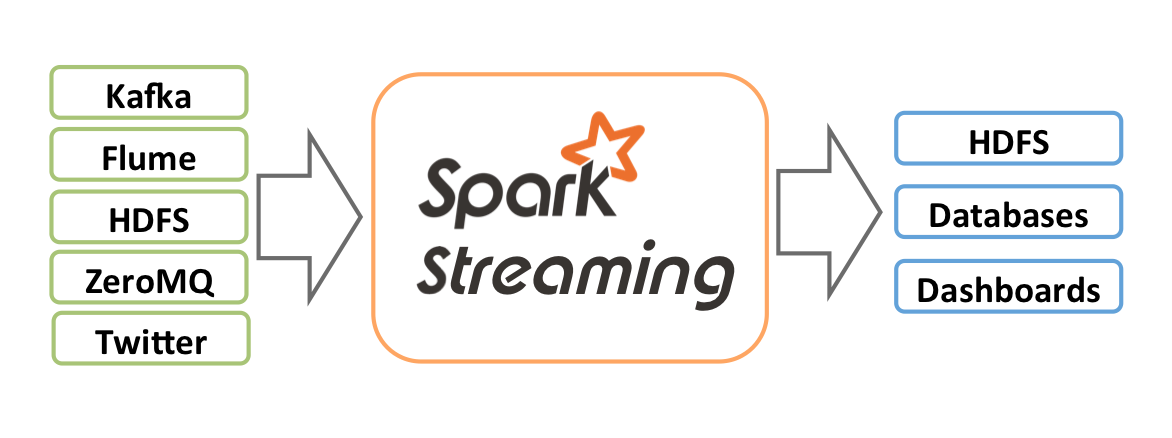 Kafka
Flume
HDFS
ZeroMQ
Twitter
Spark
Streaming
HDFS
Databases
Dashboards